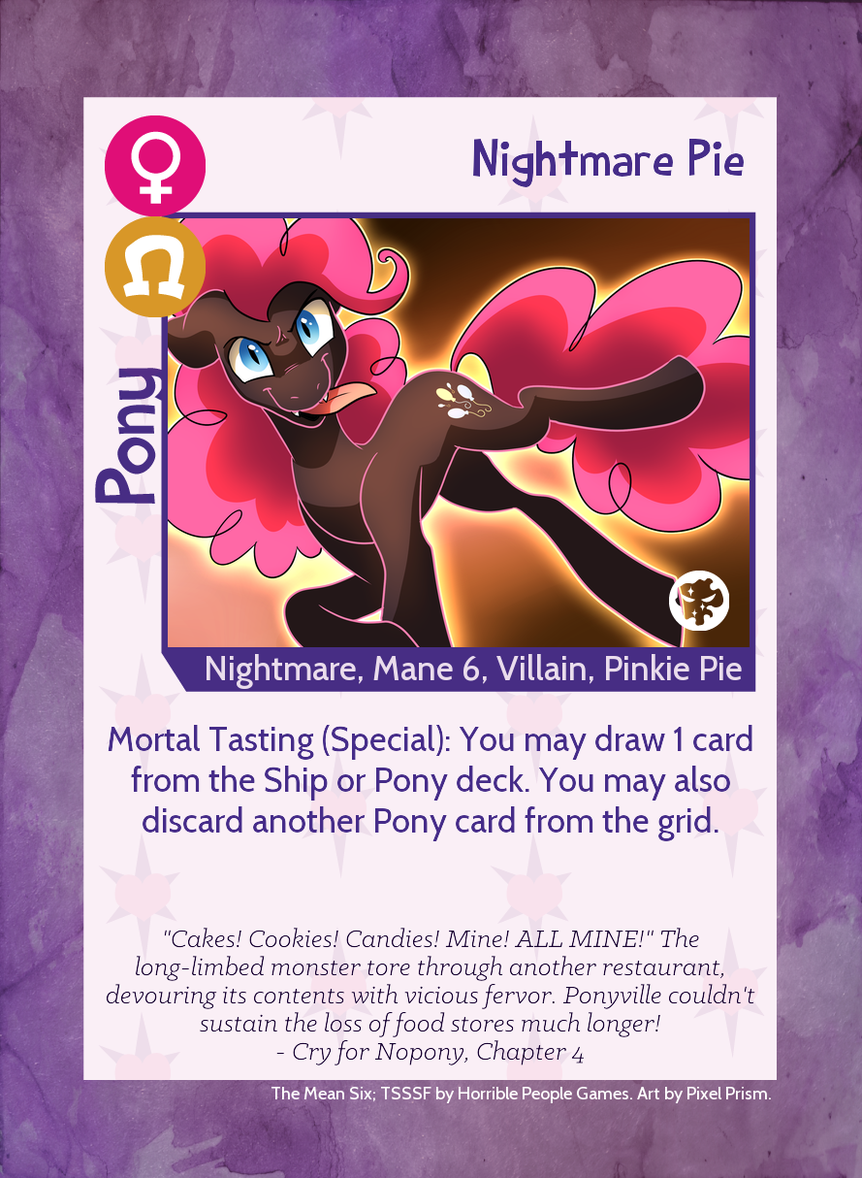 Nightmare Pie
Pony
Nightmare, Mane 6, Villain, Pinkie Pie
Mortal Tasting (Special): You may draw 1 card
from the Ship or Pony deck. You may also
discard another Pony card from the grid.
"Cakes! Cookies! Candies! Mine! ALL MINE!" The
long-limbed monster tore through another restaurant,
devouring its contents with vicious fervor. Ponyville couldn't
sustain the loss of food stores much longer!
- Cry for Nopony, Chapter 4
The Mean Six; TSSSF by Horrible People Games. Art by Pixel Prism.